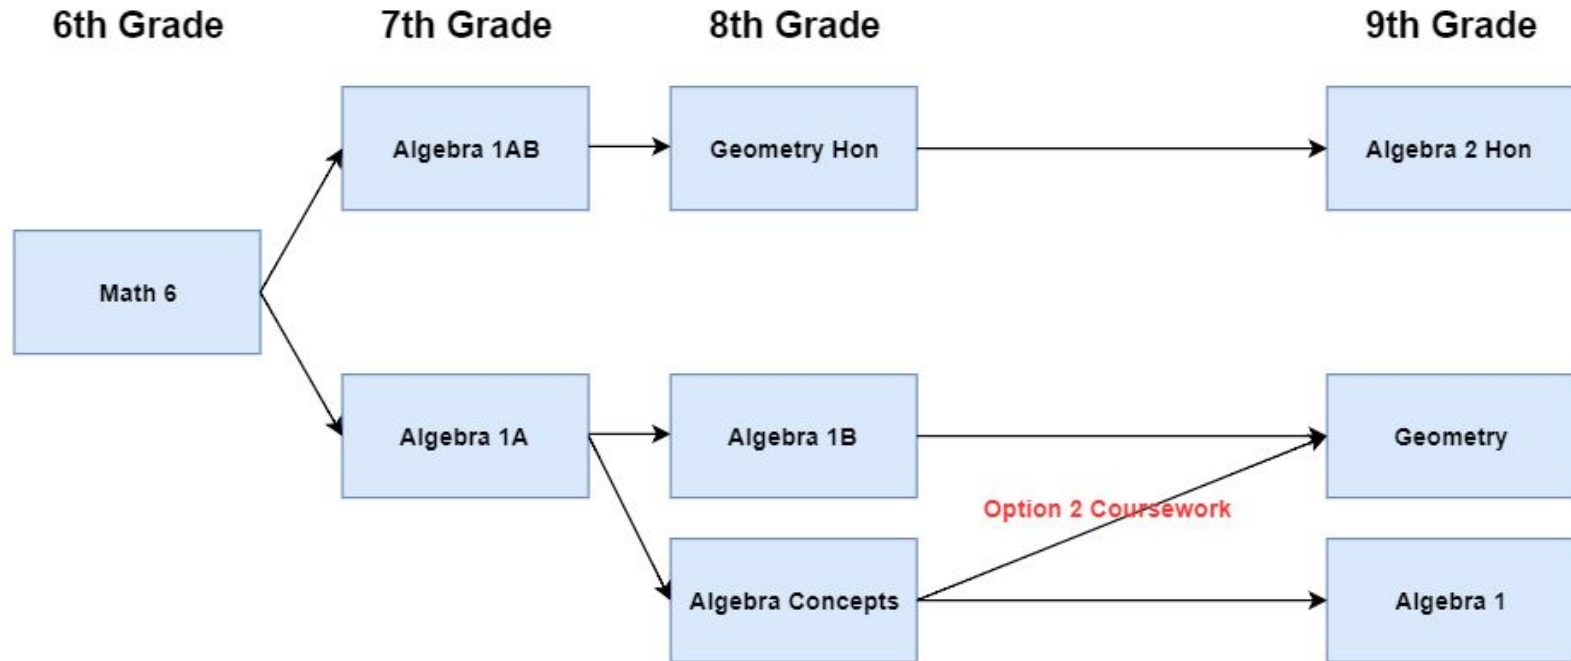 6th Grade
7th Grade
8th Grade
9th Grade
Algebra 1AB
Geometry Hon
Algebra 2 Hon
Math 6
Algebra 1A
Algebra 1B
Geometry
Option 2 Coursework
Algebra Concepts
Algebra 1